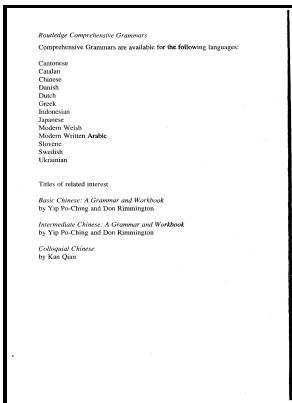 Routledge Comprehensive Grammars
Comprehensive Grammars are available for the following languages:
Cantonese
Catalan
Chinese
Danish
Dutch
Greek
Indonesian
Japanese
Modern Welsh
Modern Written Arabic
Slovene
Swedish
Ukrainian
Titles of related interest
Basic Chinese: A Grammar and Workbook
by Yip Po-Ching and Don Rimmington
Intermediate Chinese: A Grammar and Workbook
by Yip Po-Ching and Don Rimmington
Colloquial Chinese
by Kan Qian